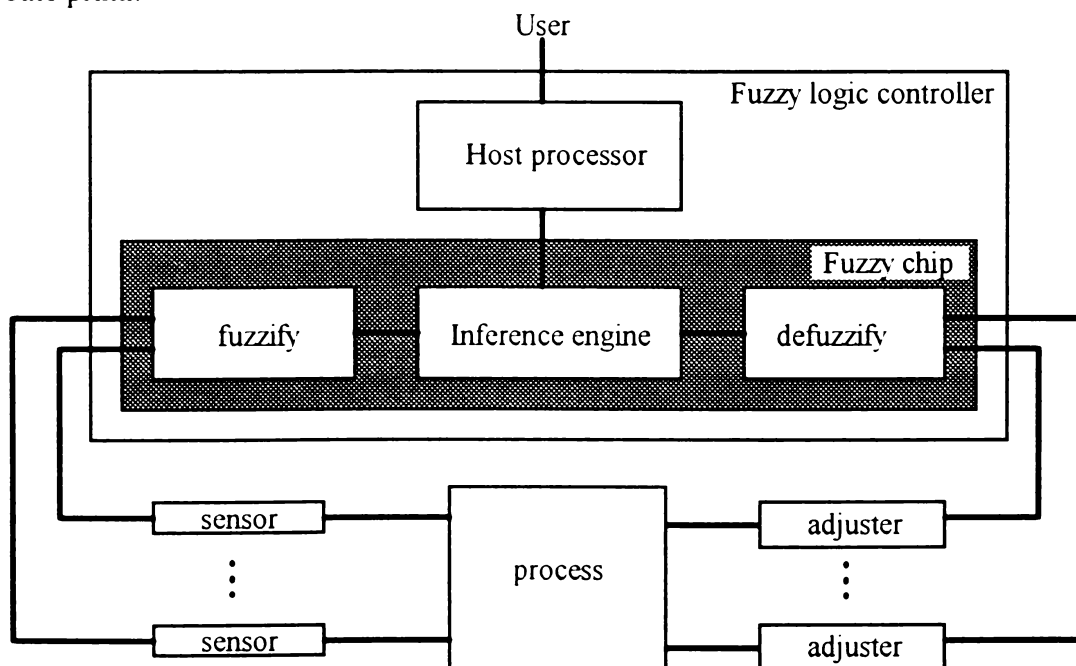 User
Fuzzy logic controller
Host processor
Fuzzy chip
fuzzify
Inference engine
defuzzify
sensor
adjuster
process
sensor
adjuster